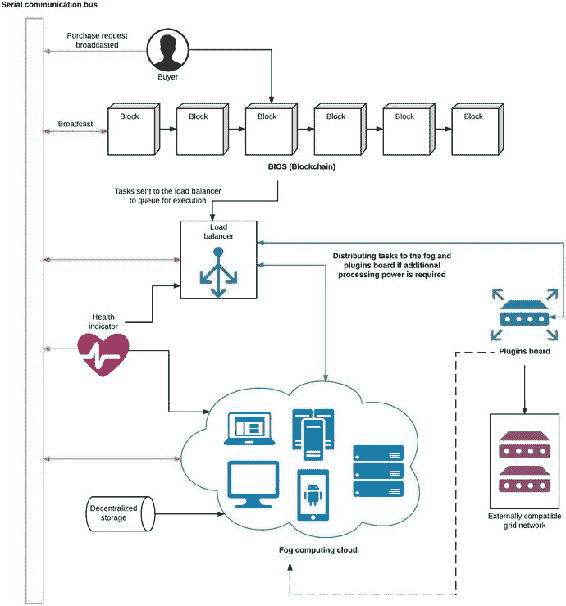 Serial communication bus
Purchase request
broadcasted
Buyer
Broadcast
Block
Block
Block
Block
Block
Block
BIOS (Blockchain)
Tasks sent to the load balancer
to queue for execution
Load
balancer
Distributing tasks to the fog and
plugins board if additional
processing power is required
Health
indicator
Plugins board
Decentralized
storage
Externally compatible
grid network
Fog computing cloud